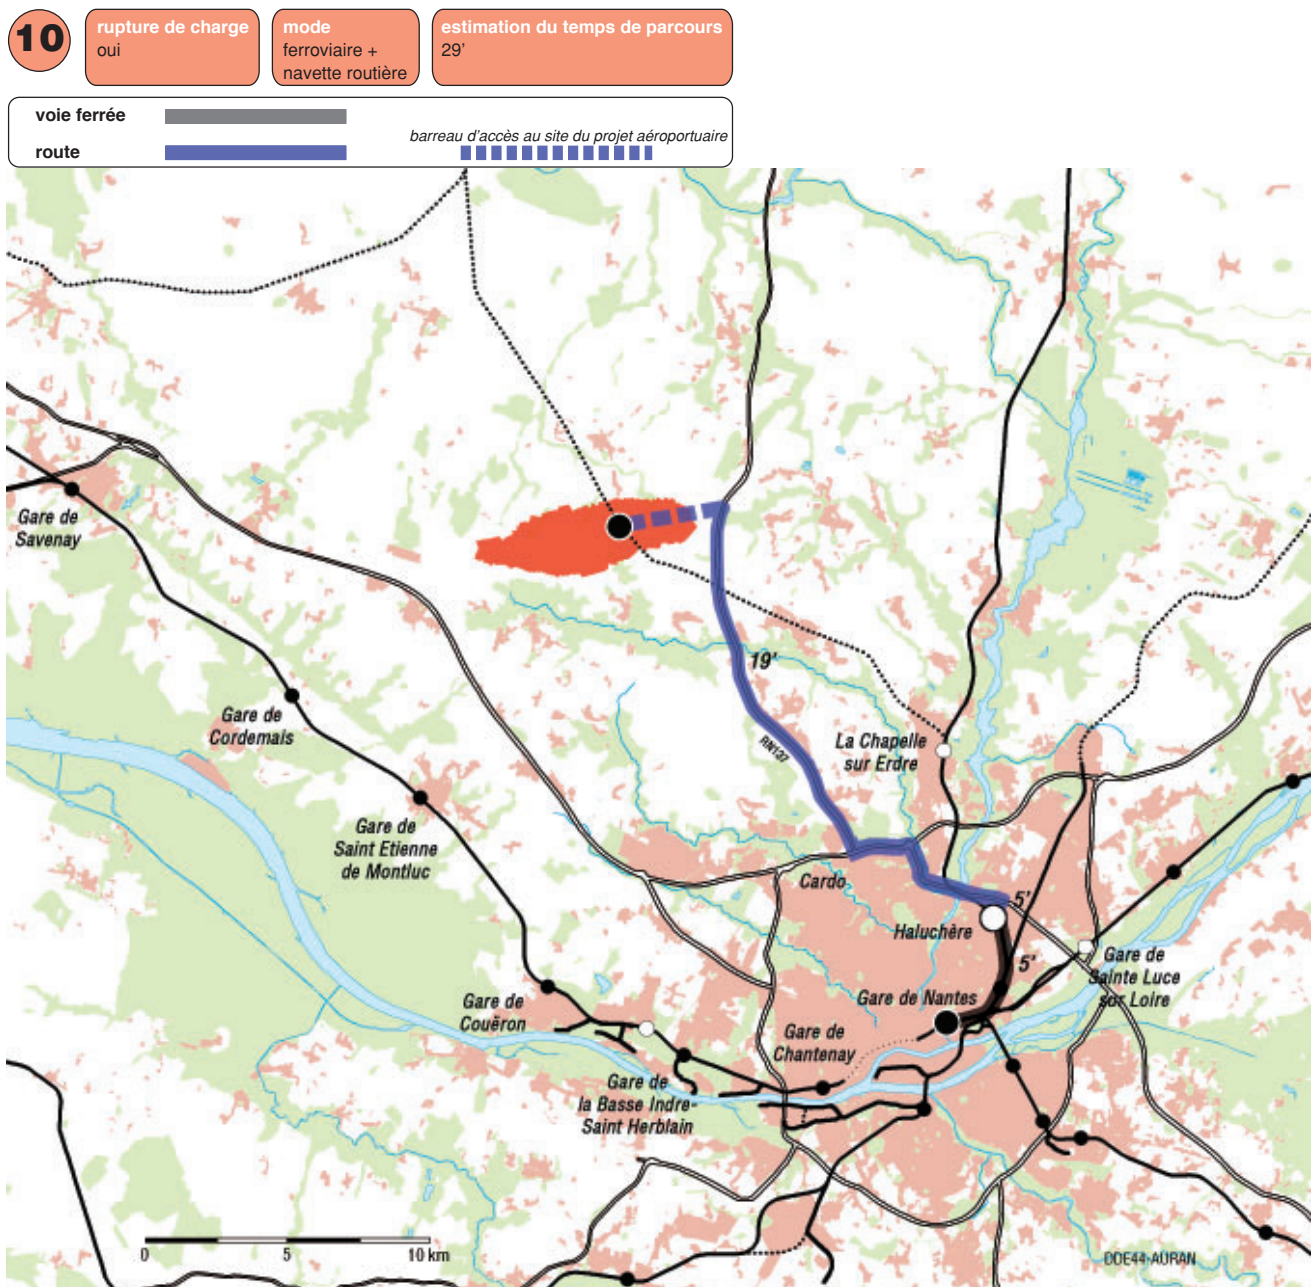 10
rupture de charge
oui
mode
ferroviaire +
navette routière
estimation du temps de parcours
29’
voie ferrée
route
barreau d’accès au site du projet aéroportuaire
Gare de
Savenay
19’
Gare de
Cordemais
RN137
La Chapelle
sur Erdre
Gare de
Saint Etienne
de Montluc
Cardo
5’
Haluchère
5’
Gare de
Sainte Luce
sur Loire
Gare de
Couëron
Gare de Nantes
Gare de
Chantenay
Gare de
la Basse Indre-
Saint Herblain
0 5 10 km
DDE44-AURAN